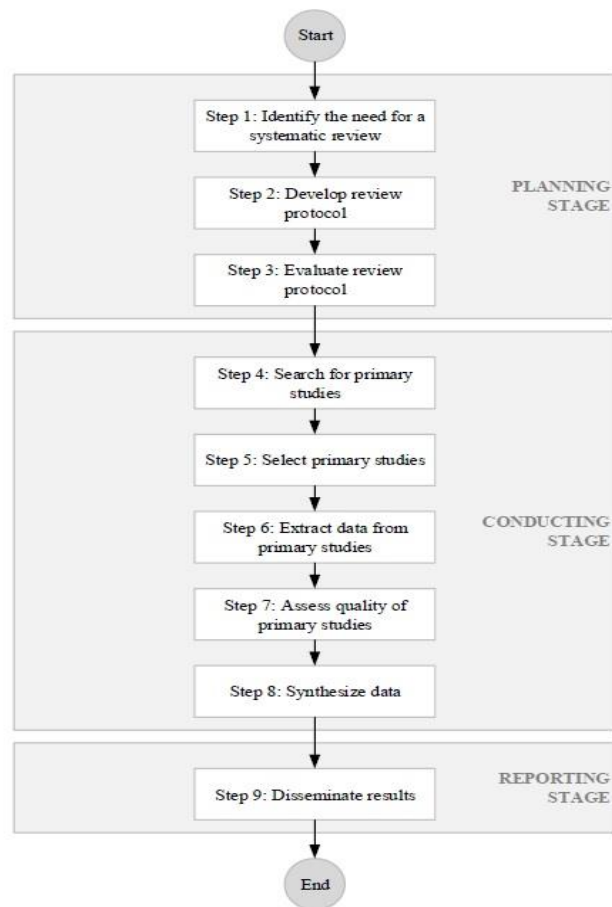 Start
Step 1: Identify the need for a
systematic review
Step 2: Develop review
protocol
PLANNING
STAGE
Step 3: Evaluate review
protocol
Step 4: Search for primary
studies
Step 5: Select primary studies
Step 6: Extract data from
primary studies
CONDUCTING
STAGE
Step 7: Assess quality of
primary studies
Step 8: Synthesize data
Step 9: Disseminate results
REPORTING
STAGE
End